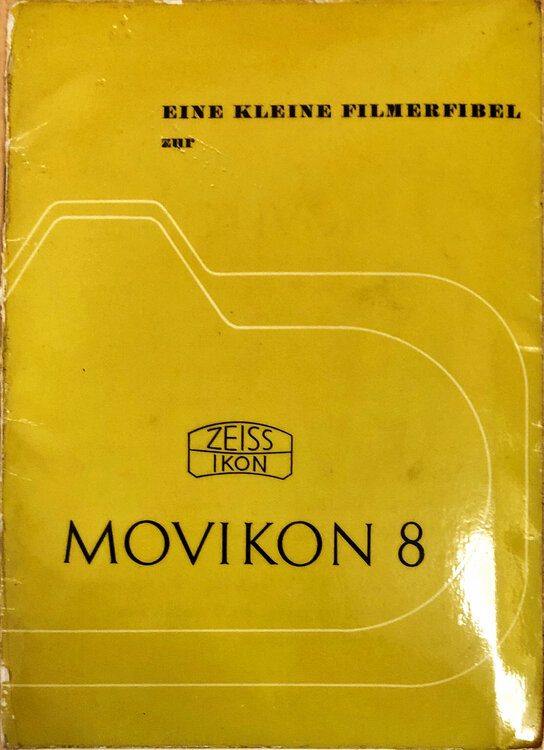 EINE KLEINE FILMERFIBEL
zur
ZEISS
IKON
MOVIKON 8